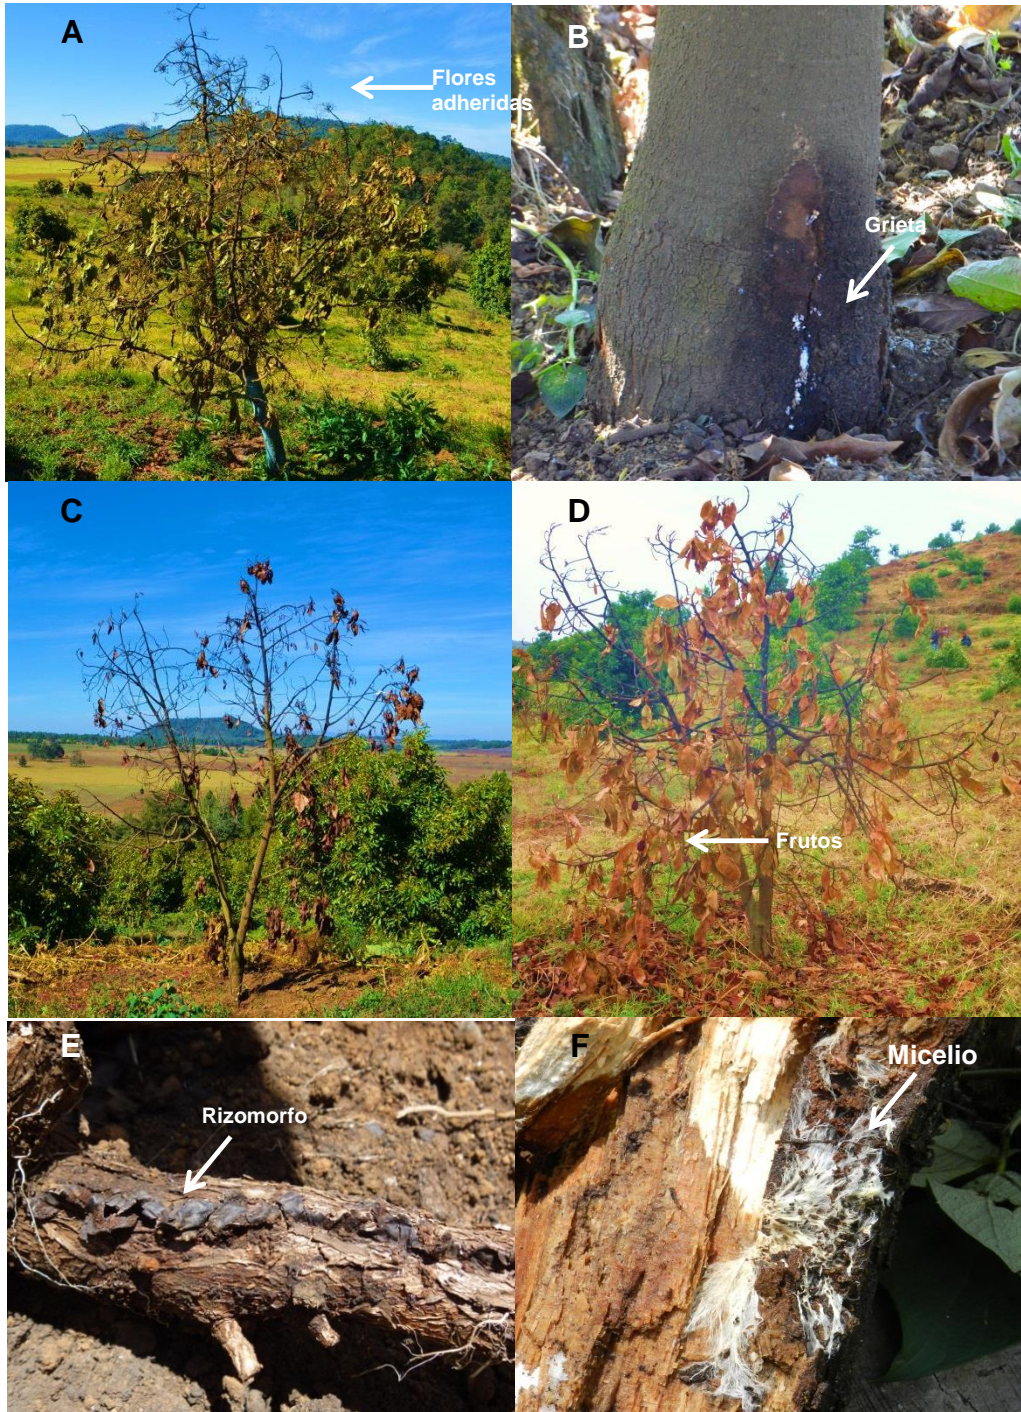 A
Flores
adheridas
B
Grieta
C
D
Frutos
E
Rizomorfo
F
Micelio